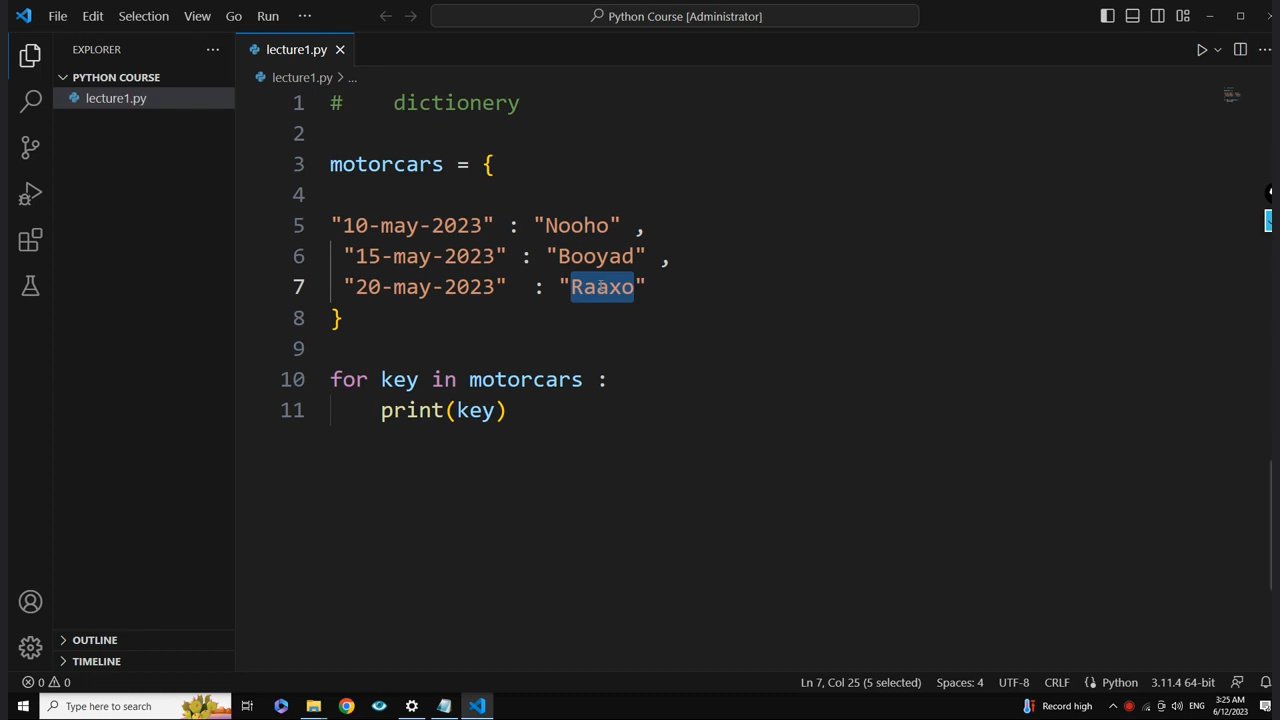 File Edit Selection View Go Run ··· Python Course [Administrator]
EXPLORER ···
lecture1.py
PYTHON COURSE
lecture1.py
lecture1.py > ...
1 #    dictionery
2
3 motorcars = {
4
5 "10-may-2023" : "Nooho" ,
6  "15-may-2023" : "Booyad" ,
7  "20-may-2023"  : "Raaxo"
8 }
9
10 for key in motorcars :
11     print(key)
OUTLINE
TIMELINE
0 0 Ln 7, Col 25 (5 selected) Spaces: 4 UTF-8 CRLF Python 3.11.4 64-bit
Type here to search Record high ENG 3:25 AM
6/12/2023